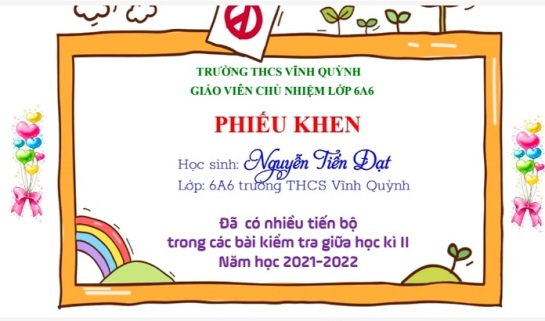 TRƯỜNG THCS VĨNH QUỲNH
GIÁO VIÊN CHỦ NHIỆM LỚP 6A6
PHIẾU KHEN
Học sinh: Nguyễn Tiến Đạt
Lớp: 6A6 trường THCS Vĩnh Quỳnh
Đã có nhiều tiến bộ
trong các bài kiểm tra giữa học kì II
Năm học 2021-2022